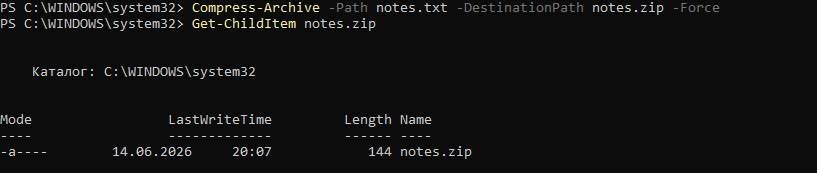 PS C:\WINDOWS\system32> Compress-Archive -Path notes.txt -DestinationPath notes.zip -Force
PS C:\WINDOWS\system32> Get-ChildItem notes.zip
Каталог: C:\WINDOWS\system32
Mode                 LastWriteTime         Length Name
----                 -------------         ------ ----
-a----        14.06.2026     20:07            144 notes.zip